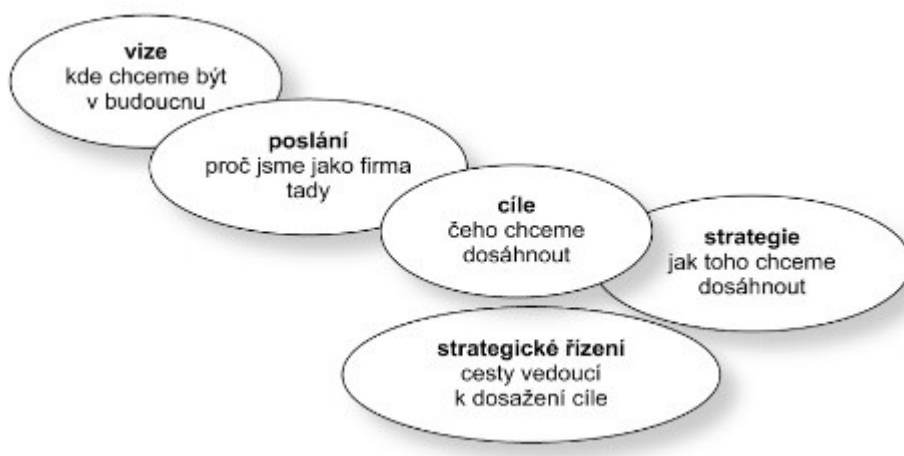 vize
kde chceme být
v budoucnu
poslání
proč jsme jako firma
tady
cíle
čeho chceme
dosáhnout
strategie
jak toho chceme
dosáhnout
strategické řízení
cesty vedoucí
k dosažení cíle